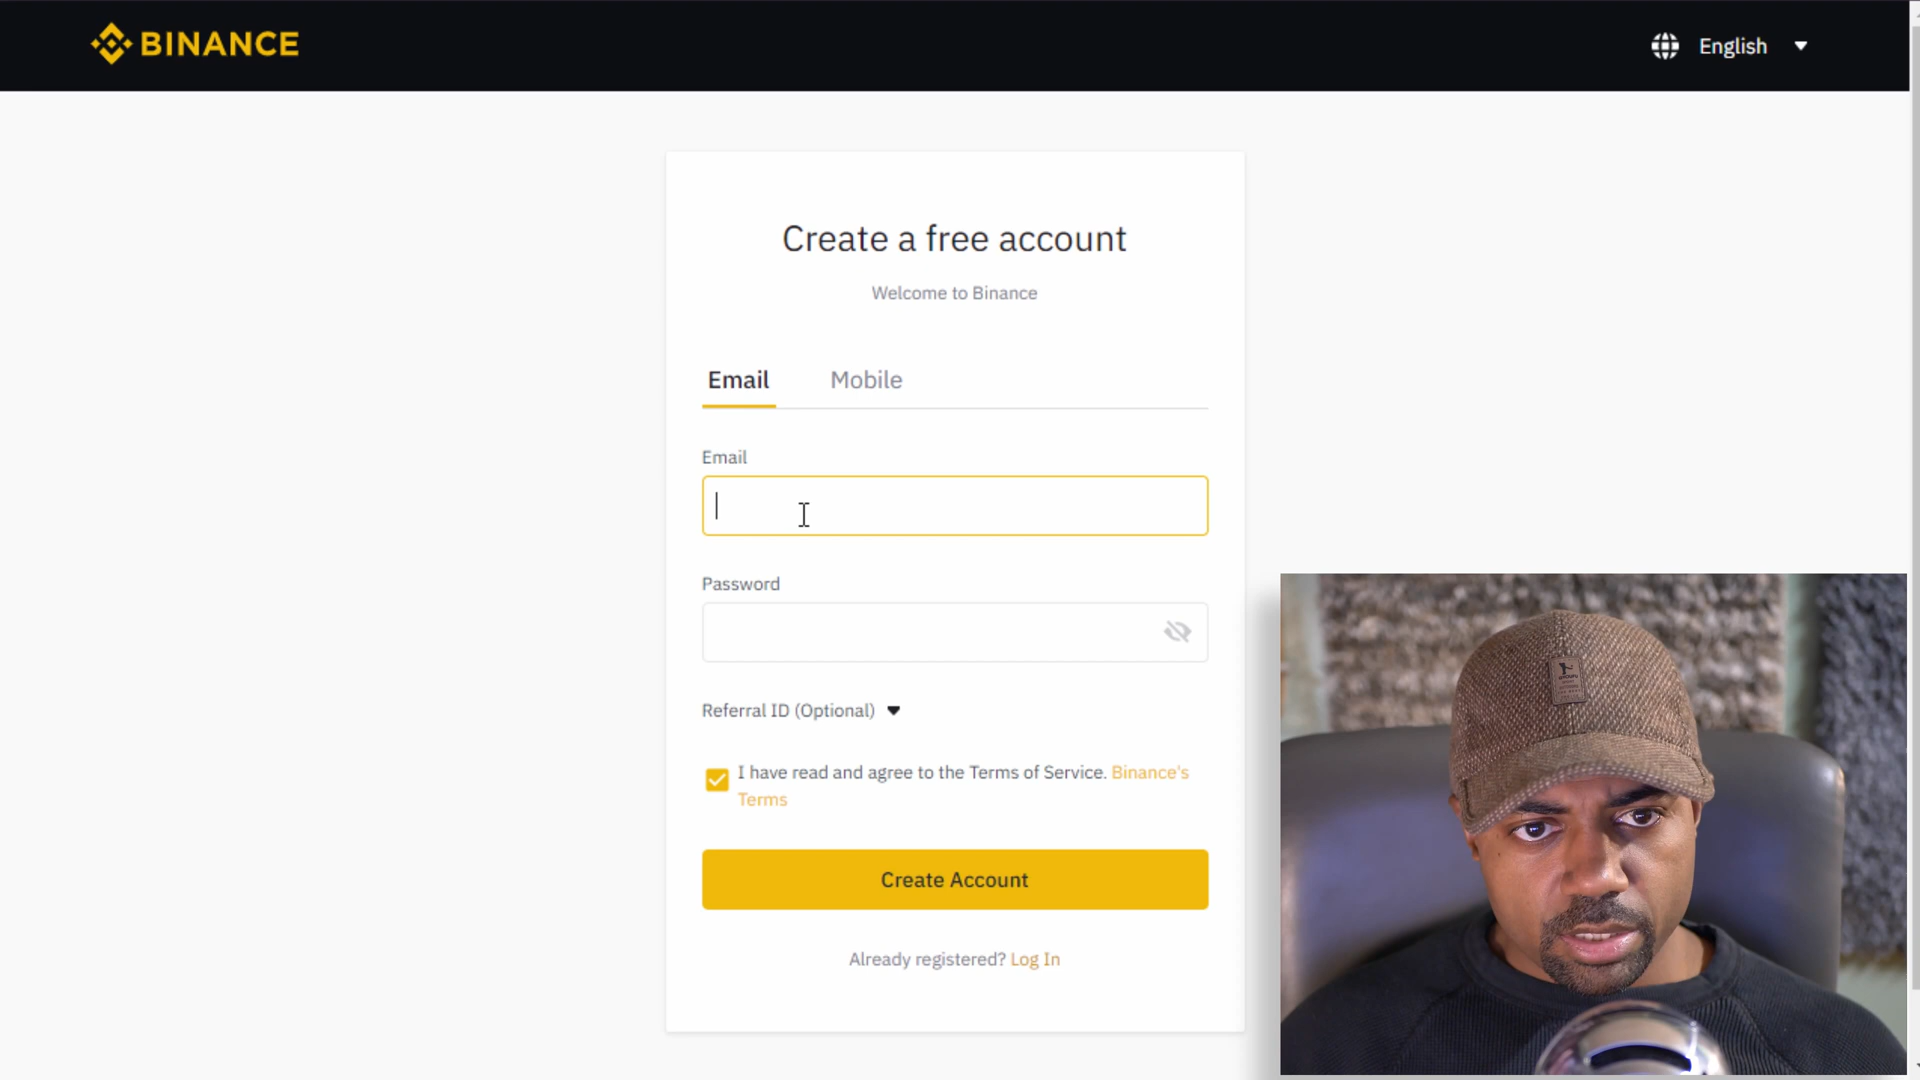 BINANCE
English
Create a free account
Welcome to Binance
Email Mobile
Email
Password
Referral ID (Optional)
I have read and agree to the Terms of Service. Binance's
Terms
Create Account
Already registered? Log In